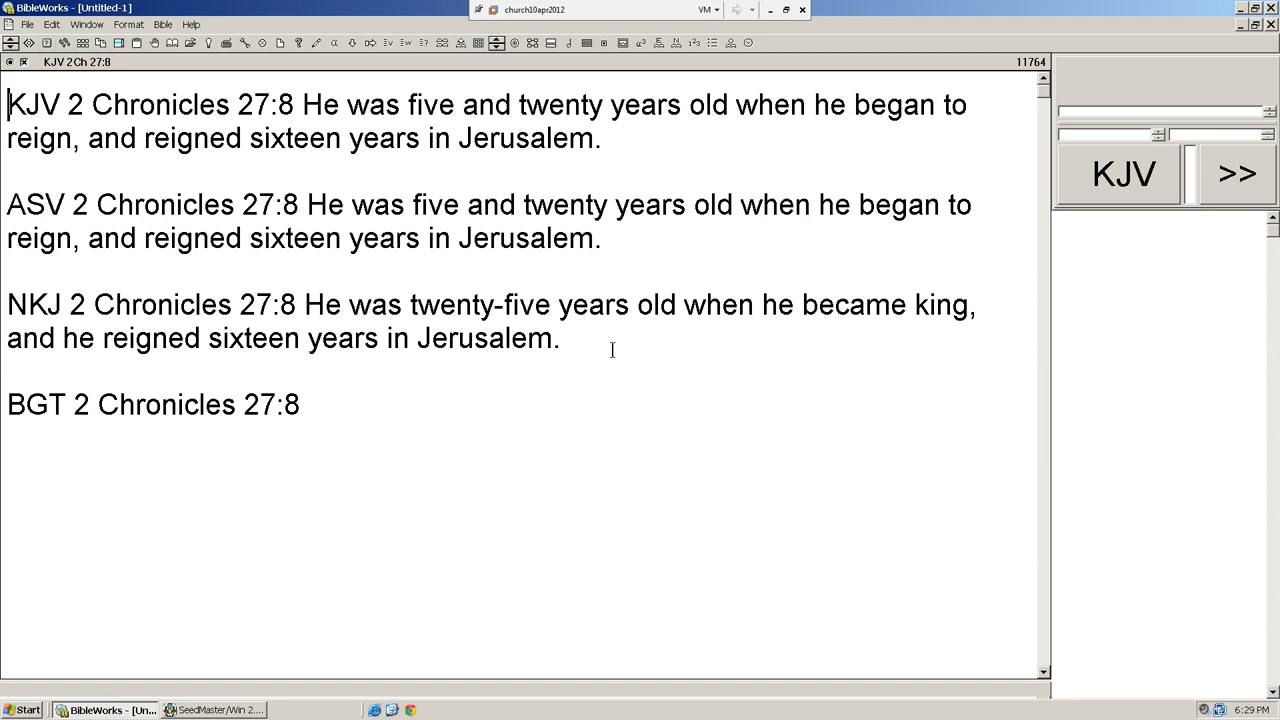 BibleWorks - [Untitled-1]
church10apr2012
VM
File Edit Window Format Bible Help
KJV 2Ch 27:8
11764
KJV 2 Chronicles 27:8 He was five and twenty years old when he began to
reign, and reigned sixteen years in Jerusalem.
ASV 2 Chronicles 27:8 He was five and twenty years old when he began to
reign, and reigned sixteen years in Jerusalem.
NKJ 2 Chronicles 27:8 He was twenty-five years old when he became king,
and he reigned sixteen years in Jerusalem.
BGT 2 Chronicles 27:8
KJV
>>
Start
BibleWorks - [Un...
SeedMaster/Win 2....
6:29 PM